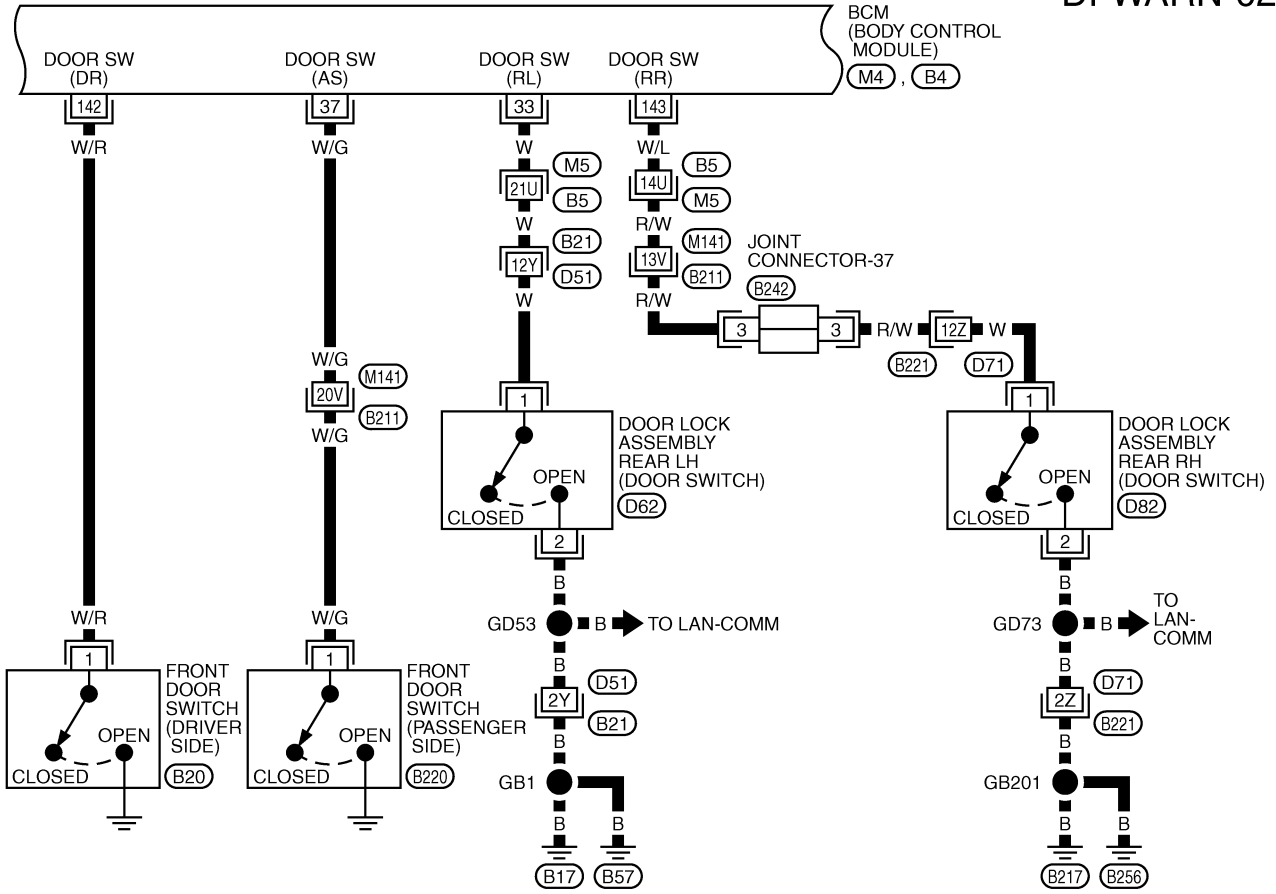 BCM
(BODY CONTROL
MODULE)
M4 , B4
DOOR SW
(DR)
DOOR SW
(AS)
DOOR SW
(RL)
DOOR SW
(RR)
142
37
33
143
W/R
W/G
W
W/L
M5
B5
21U
14U
B5
M5
W
R/W
B21
M141
JOINT
CONNECTOR-37
12Y
13V
D51
B211
B242
W
R/W
3
3
R/W
12Z
W
B221
D71
W/G
M141
20V
B211
W/G
1
DOOR LOCK
ASSEMBLY
REAR LH
(DOOR SWITCH)
D62
OPEN
CLOSED
2
1
DOOR LOCK
ASSEMBLY
REAR RH
(DOOR SWITCH)
D82
OPEN
CLOSED
2
B
B
W/R
W/G
GD53
B
TO LAN-COMM
GD73
B
TO
LAN-
COMM
1
FRONT
DOOR
SWITCH
(DRIVER
SIDE)
B20
OPEN
CLOSED
1
FRONT
DOOR
SWITCH
(PASSENGER
SIDE)
B220
OPEN
CLOSED
B
B
D51
D71
2Y
2Z
B21
B221
B
B
GB1
GB201
B
B
B
B
B17
B57
B217
B256